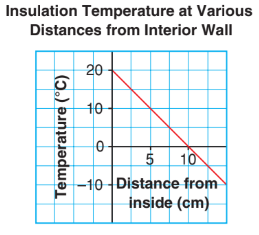 Insulation Temperature at Various
Distances from Interior Wall
Temperature (°C)
20
10
0
–10
5
10
Distance from
inside (cm)